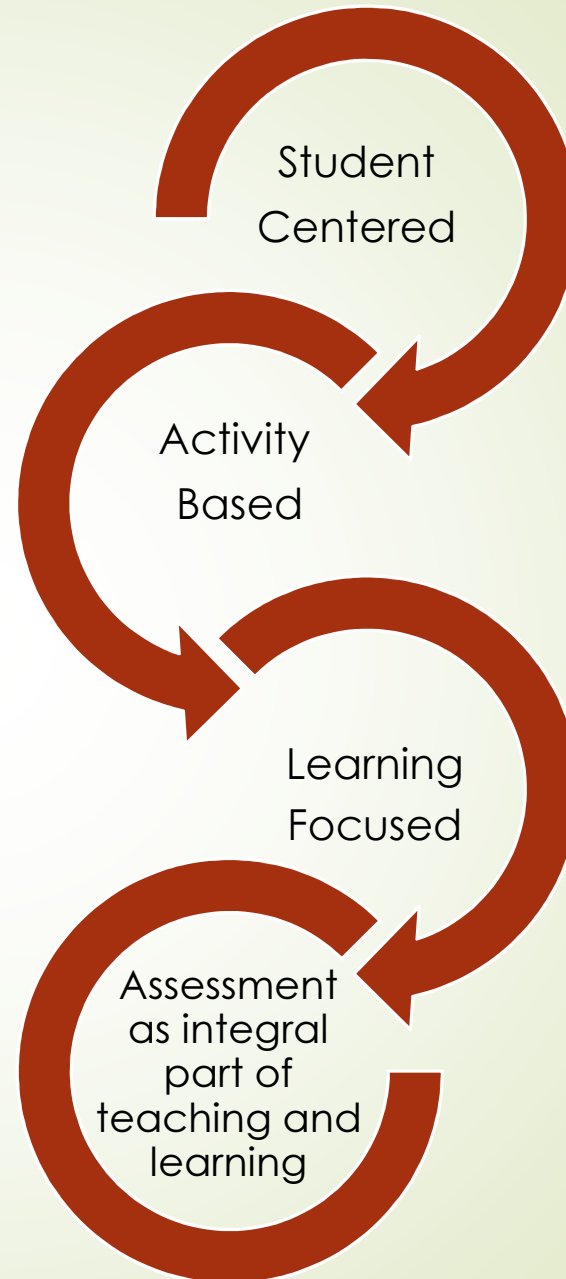 Student
Centered
Activity
Based
Learning
Focused
Assessment
as integral
part of
teaching and
learning